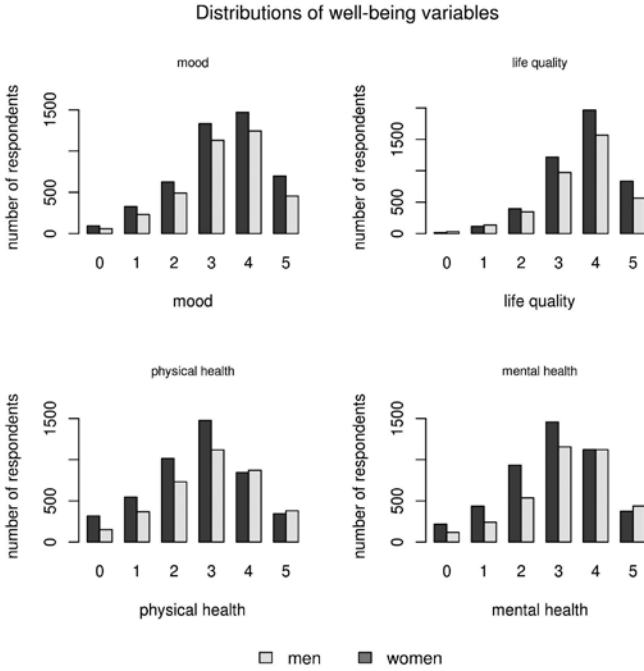 Distributions of well-being variables
mood
number of respondents
0 500 1500
0 1 2 3 4 5
mood
life quality
number of respondents
0 500 1500
0 1 2 3 4 5
life quality
physical health
number of respondents
0 500 1500
0 1 2 3 4 5
physical health
mental health
number of respondents
0 500 1500
0 1 2 3 4 5
mental health
men women